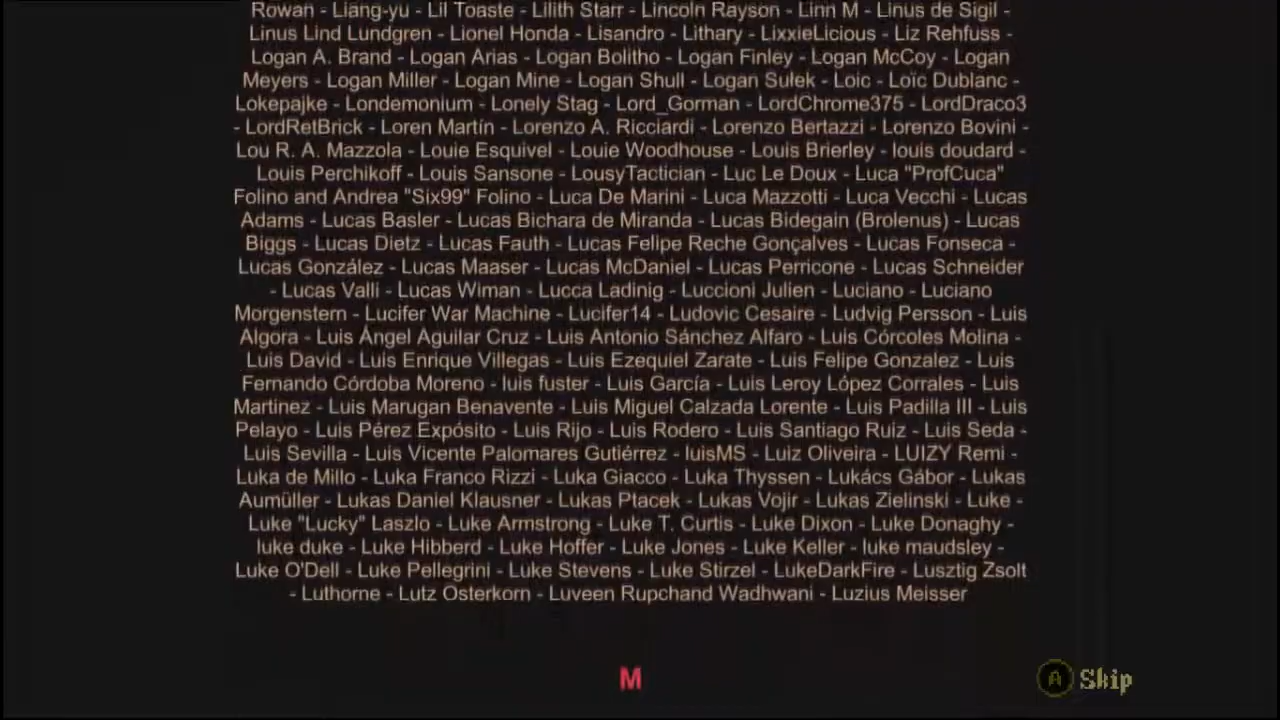 Rowan - Liang-yu - Lil Toaste - Lilith Starr - Lincoln Rayson - Linn M - Linus de Sigil -
Linus Lind Lundgren - Lionel Honda - Lisandro - Lithary - LixxieLicious - Liz Rehfuss -
Logan A. Brand - Logan Arias - Logan Bolitho - Logan Finley - Logan McCoy - Logan
Meyers - Logan Miller - Logan Mine - Logan Shull - Logan Sułek - Loic - Loïc Dublanc -
Lokepajke - Londemonium - Lonely Stag - Lord_Gorman - LordChrome375 - LordDraco3
- LordRetBrick - Loren Martín - Lorenzo A. Ricciardi - Lorenzo Bertazzi - Lorenzo Bovini -
Lou R. A. Mazzola - Louie Esquivel - Louie Woodhouse - Louis Brierley - louis doudard -
Louis Perchikoff - Louis Sansone - LousyTactician - Luc Le Doux - Luca "ProfCuca"
Folino and Andrea "Six99" Folino - Luca De Marini - Luca Mazzotti - Luca Vecchi - Lucas
Adams - Lucas Basler - Lucas Bichara de Miranda - Lucas Bidegain (Brolenus) - Lucas
Biggs - Lucas Dietz - Lucas Fauth - Lucas Felipe Reche Gonçalves - Lucas Fonseca -
Lucas González - Lucas Maaser - Lucas McDaniel - Lucas Perricone - Lucas Schneider
- Lucas Valli - Lucas Wiman - Lucca Ladinig - Luccioni Julien - Luciano - Luciano
Morgenstern - Lucifer War Machine - Lucifer14 - Ludovic Cesaire - Ludvig Persson - Luis
Algora - Luis Ángel Aguilar Cruz - Luis Antonio Sánchez Alfaro - Luis Córcoles Molina -
Luis David - Luis Enrique Villegas - Luis Ezequiel Zarate - Luis Felipe Gonzalez - Luis
Fernando Córdoba Moreno - luis fuster - Luis García - Luis Leroy López Corrales - Luis
Martinez - Luis Marugan Benavente - Luis Miguel Calzada Lorente - Luis Padilla III - Luis
Pelayo - Luis Pérez Expósito - Luis Rijo - Luis Rodero - Luis Santiago Ruiz - Luis Seda -
Luis Sevilla - Luis Vicente Palomares Gutiérrez - luisMS - Luiz Oliveira - LUIZY Remi -
Luka de Millo - Luka Franco Rizzi - Luka Giacco - Luka Thyssen - Lukács Gábor - Lukas
Aumüller - Lukas Daniel Klausner - Lukas Ptacek - Lukas Vojir - Lukas Zielinski - Luke -
Luke "Lucky" Laszlo - Luke Armstrong - Luke T. Curtis - Luke Dixon - Luke Donaghy -
luke duke - Luke Hibberd - Luke Hoffer - Luke Jones - Luke Keller - luke maudsley -
Luke O'Dell - Luke Pellegrini - Luke Stevens - Luke Stirzel - LukeDarkFire - Lusztig Zsolt
- Luthorne - Lutz Osterkorn - Luveen Rupchand Wadhwani - Luzius Meisser
M
A Skip